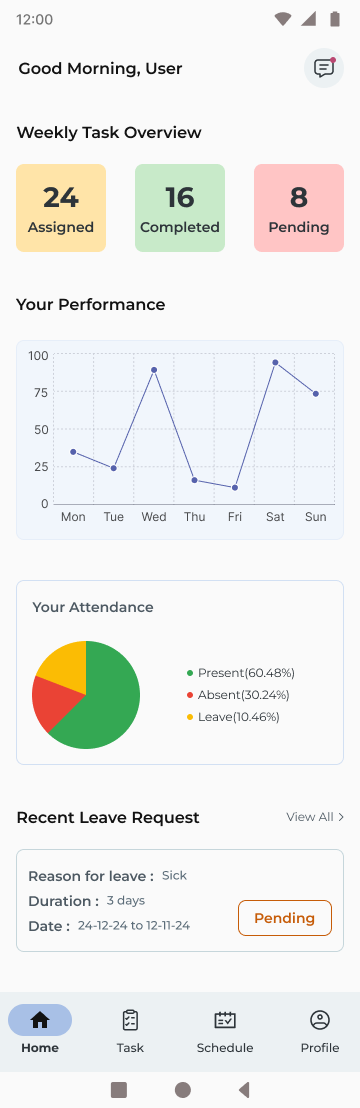 12:00
Good Morning, User
Weekly Task Overview
24 16 8
Assigned Completed Pending
Your Performance
100
75
50
25
0
Mon Tue Wed Thu Fri Sat Sun
Your Attendance
Present(60.48%)
Absent(30.24%)
Leave(10.46%)
Recent Leave Request View All >
Reason for leave : Sick
Duration : 3 days
Date : 24-12-24 to 12-11-24
Pending
Home Task Schedule Profile